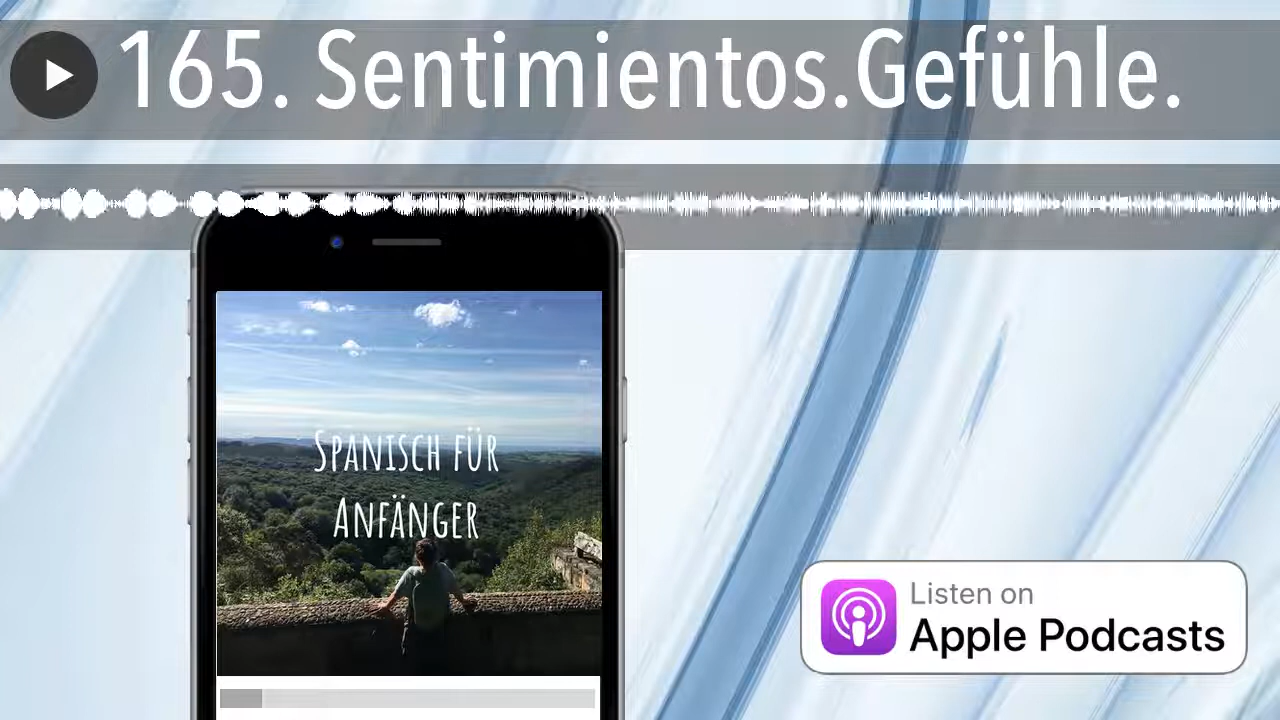 165. Sentimientos.Gefühle.
Spanisch für
Anfänger
Listen on
Apple Podcasts